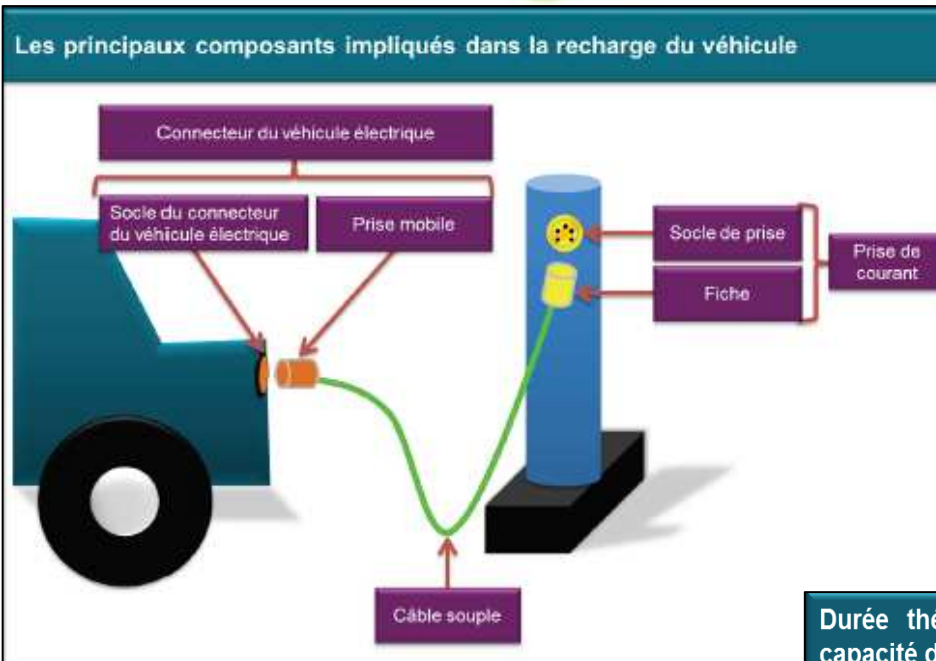 Les principaux composants impliqués dans la recharge du véhicule
Connecteur du véhicule électrique
Socle du connecteur
du véhicule électrique
Prise mobile
Socle de prise
Fiche
Prise de
courant
Câble souple
Durée
capacité